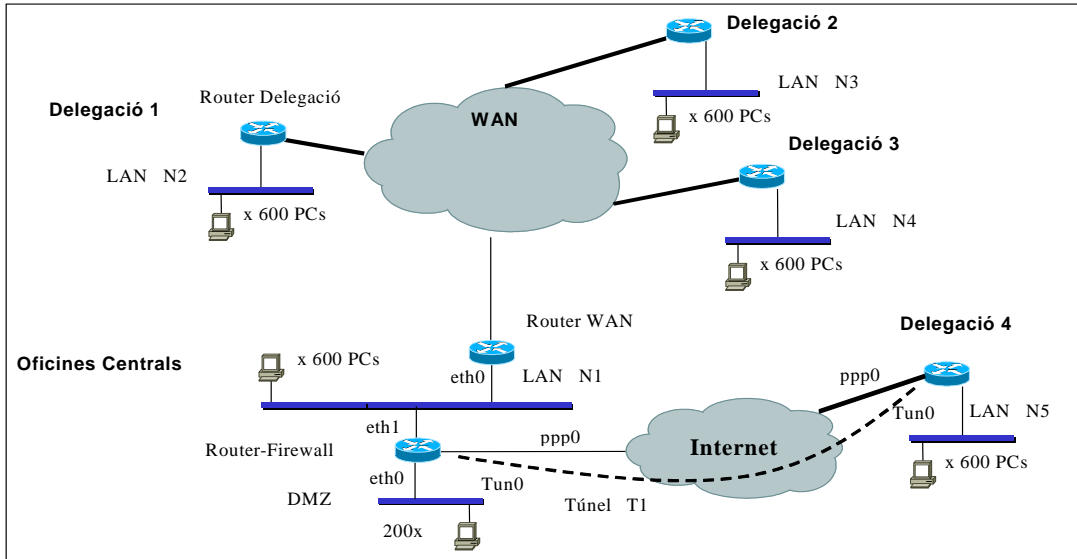 Delegació 2
LAN N3
x 600 PCs
Router Delegació
Delegació 1
WAN
Delegació 3
LAN N2
x 600 PCs
LAN N4
x 600 PCs
Router WAN
Delegació 4
Oficines Centrals
x 600 PCs
eth0
LAN N1
ppp0
Tun0
LAN N5
eth1
Router-Firewall
ppp0
Internet
x 600 PCs
eth0
Tun0
DMZ
Túnel T1
200x